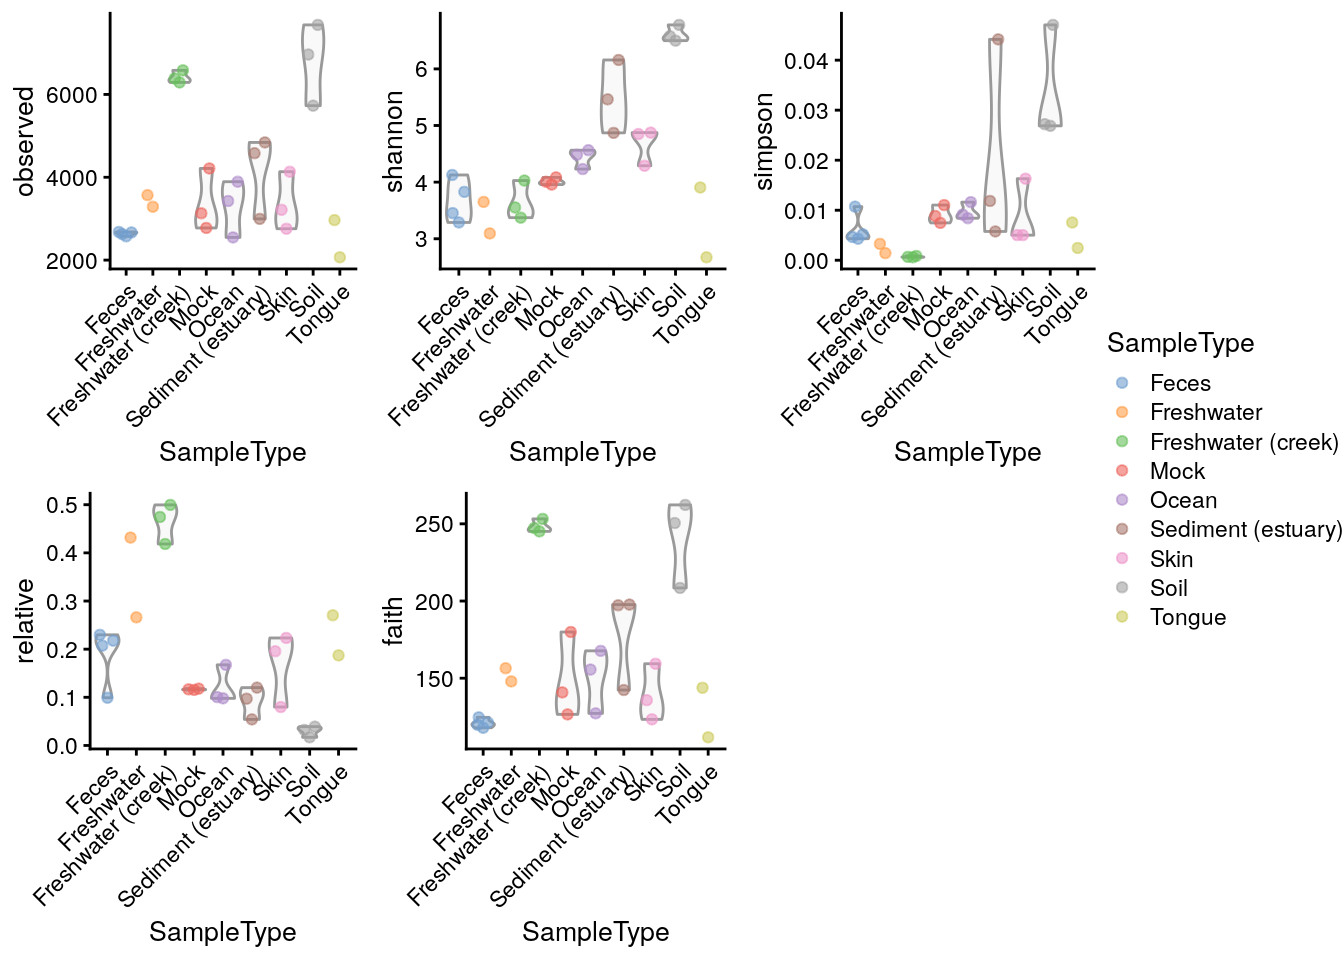 observed
6000
4000
2000
Feces
Freshwater
Freshwater (creek)
Mock
Ocean
Sediment (estuary)
Skin
Soil
Tongue
SampleType
shannon
6
5
4
3
Feces
Freshwater
Freshwater (creek)
Mock
Ocean
Sediment (estuary)
Skin
Soil
Tongue
SampleType
simpson
0.04
0.03
0.02
0.01
0.00
Feces
Freshwater
Freshwater (creek)
Mock
Ocean
Sediment (estuary)
Skin
Soil
Tongue
SampleType
SampleType
Feces
Freshwater
Freshwater (creek)
Mock
Ocean
Sediment (estuary)
Skin
Soil
Tongue
relative
0.5
0.4
0.3
0.2
0.1
0.0
Feces
Freshwater
Freshwater (creek)
Mock
Ocean
Sediment (estuary)
Skin
Soil
Tongue
SampleType
faith
250
200
150
Feces
Freshwater
Freshwater (creek)
Mock
Ocean
Sediment (estuary)
Skin
Soil
Tongue
SampleType